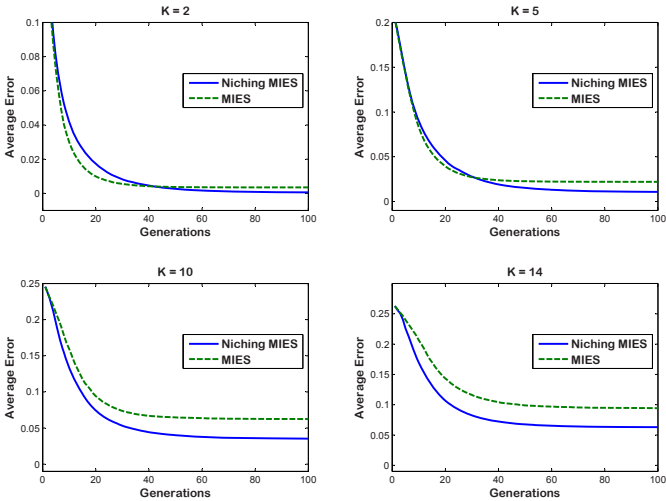 K = 2
0.1
0.08
0.06
0.04
0.02
0
Average Error
Niching MIES
MIES
0 20 40 60 80 100
Generations
K = 5
0.2
0.15
0.1
0.05
0
Average Error
Niching MIES
MIES
0 20 40 60 80 100
Generations
K = 10
0.25
0.2
0.15
0.1
0.05
0
Average Error
Niching MIES
MIES
0 20 40 60 80 100
Generations
K = 14
0.25
0.20
0.15
0.1
0.05
0
Average Error
Niching MIES
MIES
0 20 40 60 80 100
Generations